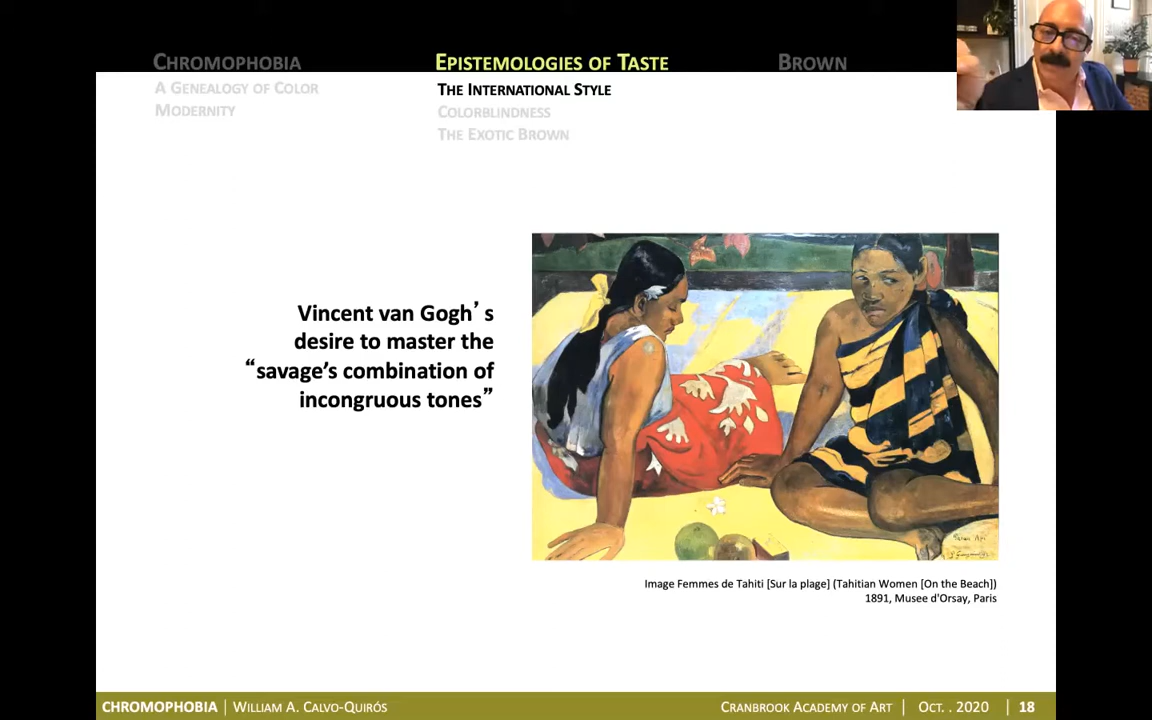 CHROMOPHOBIA
A GENEALOGY OF COLOR
MODERNITY
EPISTEMOLOGIES OF TASTE
THE INTERNATIONAL STYLE
COLORBLINDNESS
THE EXOTIC BROWN
BROWN
Vincent van Gogh’s
desire to master the
“savage’s combination of
incongruous tones”
Image Femmes de Tahiti [Sur la plage] (Tahitian Women [On the Beach])
1891, Musee d'Orsay, Paris
CHROMOPHOBIA | WILLIAM A. CALVO-QUIRÓS
CRANBROOK ACADEMY OF ART | OCT. . 2020 | 18